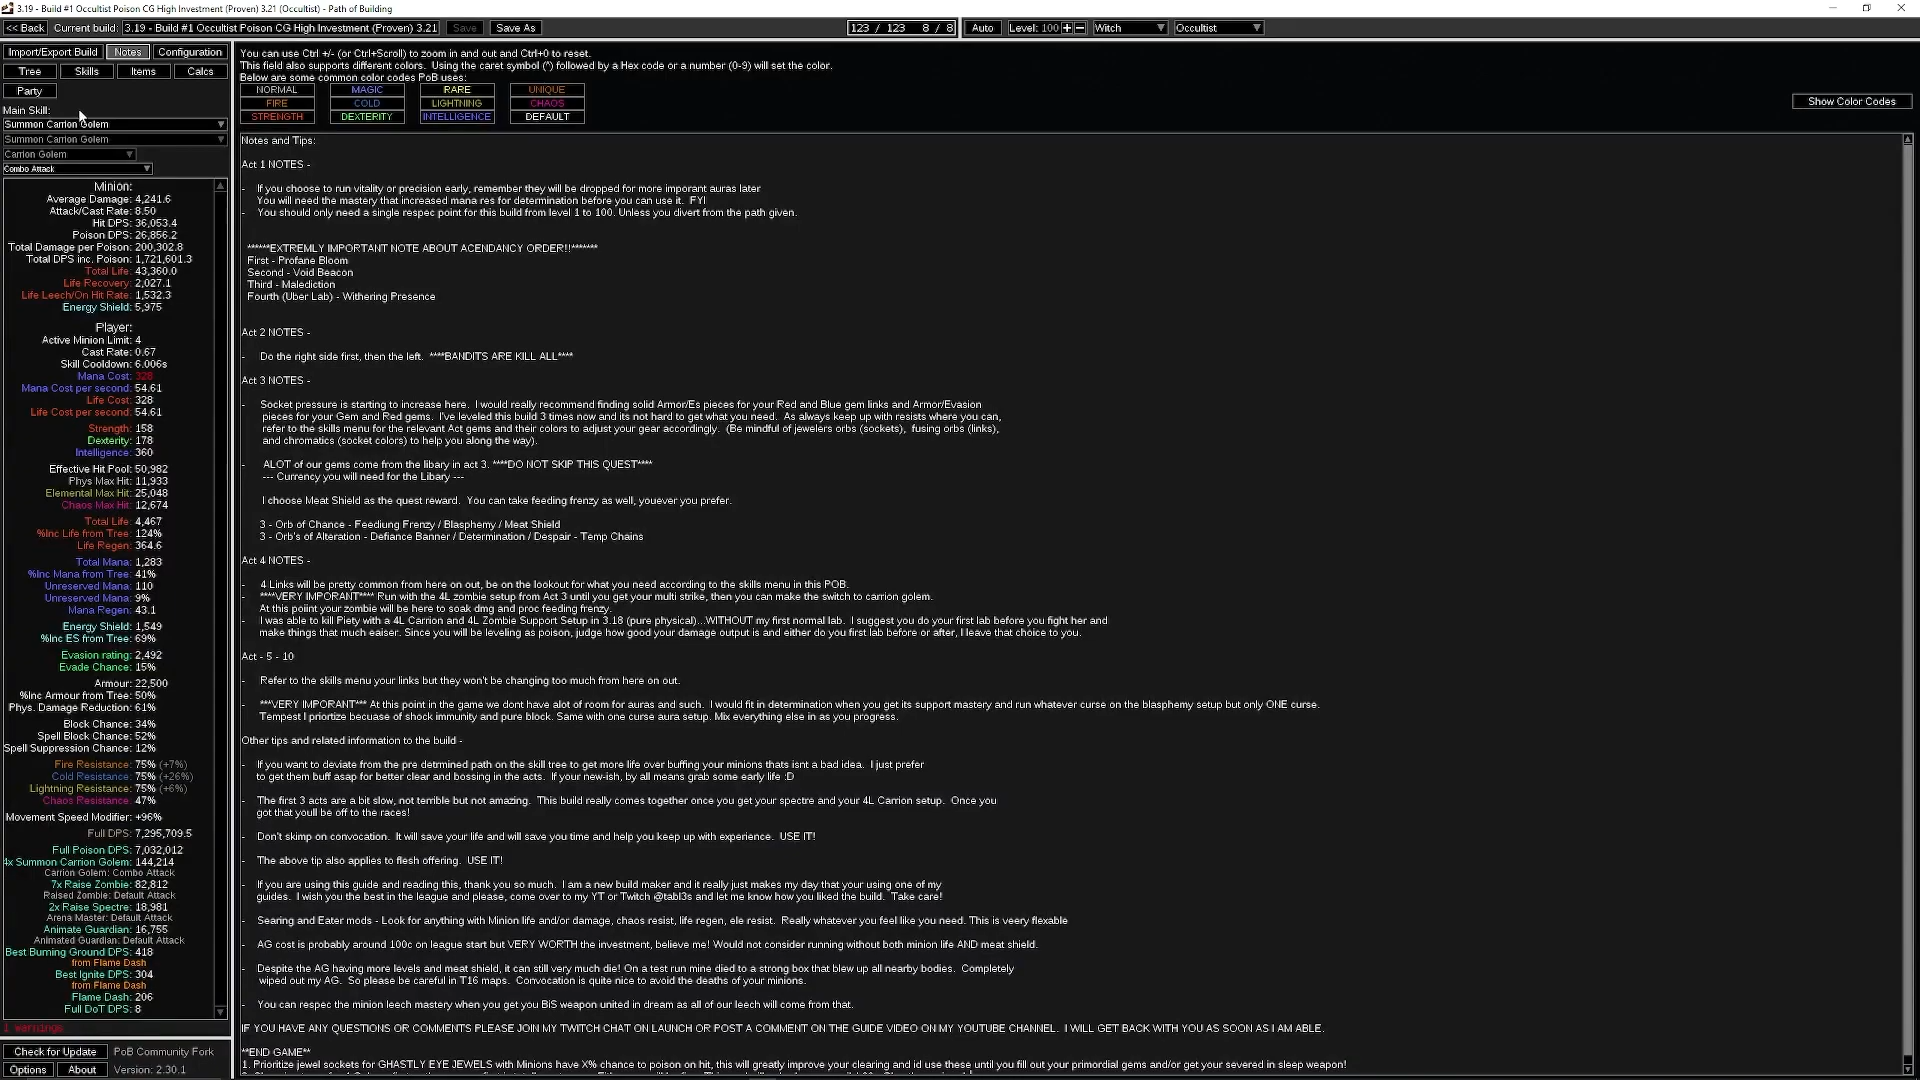 3.19 - Build #1 Occultist Poison CG High Investment (Proven) 3.21 (Occultist) - Path of Building
<< Back Current build: 3.19 - Build #1 Occultist Poison CG High Investment (Proven) 3.21 Save Save As 123 / 123 8 / 8 Auto Level: 100 + - Witch Occultist
Import/Export Build Notes Configuration
Tree Skills Items Calcs
Party
Main Skill:
Summon Carrion Golem
Summon Carrion Golem
Carrion Golem
Combo Attack
Minion:
Average Damage: 4,241.6
Attack/Cast Rate: 8.50
Hit DPS: 36,053.4
Poison DPS: 26,856.2
Total Damage per Poison: 200,302.8
Total DPS inc. Poison: 1,721,601.3
Total Life: 43,360.0
Life Recovery: 2,027.1
Life Leech/On Hit Rate: 1,532.3
Energy Shield: 5,975
Player:
Active Minion Limit: 4
Cast Rate: 0.67
Skill Cooldown: 6.006s
Mana Cost: 328
Mana Cost per second: 54.61
Life Cost: 328
Life Cost per second: 54.61
Strength: 158
Dexterity: 178
Intelligence: 360
Effective Hit Pool: 50,982
Phys Max Hit: 11,933
Elemental Max Hit: 25,048
Chaos Max Hit: 12,674
Total Life: 4,467
%Inc Life from Tree: 124%
Life Regen: 364.6
Total Mana: 1,283
%Inc Mana from Tree: 41%
Unreserved Mana: 110
Unreserved Mana: 9%
Mana Regen: 43.1
Energy Shield: 1,549
%Inc ES from Tree: 69%
Evasion rating: 2,492
Evade Chance: 15%
Armour: 22,500
%Inc Armour from Tree: 50%
Phys. Damage Reduction: 61%
Block Chance: 34%
Spell Block Chance: 52%
Spell Suppression Chance: 12%
Fire Resistance: 75% (+7%)
Cold Resistance: 75% (+26%)
Lightning Resistance: 75% (+6%)
Chaos Resistance: 47%
Movement Speed Modifier: +96%
Full DPS: 7,295,709.5
Full Poison DPS: 7,032,012
4x Summon Carrion Golem: 144,214
Carrion Golem: Combo Attack
7x Raise Zombie: 82,812
Raised Zombie: Default Attack
2x Raise Spectre: 18,981
Arena Master: Default Attack
Animate Guardian: 16,755
Animated Guardian: Default Attack
Best Burning Ground DPS: 418
from Flame Dash
Best Ignite DPS: 304
from Flame Dash
Flame Dash: 206
Full DoT DPS: 8
1 warnings
Check for Update PoB Community Fork
Options About Version: 2.30.1
You can use Ctrl +/- (or Ctrl+Scroll) to zoom in and out and Ctrl+0 to reset.
This field also supports different colors. Using the caret symbol (^) followed by a Hex code or a number (0-9) will set the color.
Below are some common color codes PoB uses:
NORMAL MAGIC RARE UNIQUE
FIRE COLD LIGHTNING CHAOS
STRENGTH DEXTERITY INTELLIGENCE DEFAULT
Show Color Codes
Notes and Tips:
Act 1 NOTES -
- If you choose to run vitality or precision early, remember they will be dropped for more imporant auras later
You will need the mastery that increased mana res for determination before you can use it. FYI
- You should only need a single respec point for this build from level 1 to 100. Unless you divert from the path given.
******EXTREMLY IMPORTANT NOTE ABOUT ACENDANCY ORDER!!*******
First - Profane Bloom
Second - Void Beacon
Third - Malediction
Fourth (Uber Lab) - Withering Presence
Act 2 NOTES -
- Do the right side first, then the left. ****BANDITS ARE KILL ALL****
Act 3 NOTES -
- Socket pressure is starting to increase here. I would really recommend finding solid Armor/Es pieces for your Red and Blue gem links and Armor/Evasion
pieces for your Gem and Red gems. I've leveled this build 3 times now and its not hard to get what you need. As always keep up with resists where you can,
refer to the skills menu for the relevant Act gems and their colors to adjust your gear accordingly. (Be mindful of jewelers orbs (sockets), fusing orbs (links),
and chromatics (socket colors) to help you along the way).
- ALOT of our gems come from the libary in act 3. ****DO NOT SKIP THIS QUEST****
--- Currency you will need for the Libary ---
I choose Meat Shield as the quest reward. You can take feeding frenzy as well, youever you prefer.
3 - Orb of Chance - Feediung Frenzy / Blasphemy / Meat Shield
3 - Orb's of Alteration - Defiance Banner / Determination / Despair - Temp Chains
Act 4 NOTES -
- 4 Links will be pretty common from here on out, be on the lookout for what you need according to the skills menu in this POB.
- ****VERY IMPORANT**** Run with the 4L zombie setup from Act 3 until you get your multi strike, then you can make the switch to carrion golem.
At this poiint your zombie will be here to soak dmg and proc feeding frenzy.
- I was able to kill Piety with a 4L Carrion and 4L Zombie Support Setup in 3.18 (pure physical)...WITHOUT my first normal lab. I suggest you do your first lab before you fight her and
make things that much eaiser. Since you will be leveling as poison, judge how good your damage output is and either do you first lab before or after, I leave that choice to you.
Act - 5 - 10
- Refer to the skills menu your links but they won't be changing too much from here on out.
- ***VERY IMPORANT*** At this point in the game we dont have alot of room for auras and such. I would fit in determination when you get its support mastery and run whatever curse on the blasphemy setup but only ONE curse.
Tempest I priortize becuase of shock immunity and pure block. Same with one curse aura setup. Mix everything else in as you progress.
Other tips and related information to the build -
- If you want to deviate from the pre detrmined path on the skill tree to get more life over buffing your minions thats isnt a bad idea. I just prefer
to get them buff asap for better clear and bossing in the acts. If your new-ish, by all means grab some early life :D
- The first 3 acts are a bit slow, not terrible but not amazing. This build really comes together once you get your spectre and your 4L Carrion setup. Once you
got that youll be off to the races!
- Don't skimp on convocation. It will save your life and will save you time and help you keep up with experience. USE IT!
- The above tip also applies to flesh offering. USE IT!
- If you are using this guide and reading this, thank you so much. I am a new build maker and it really just makes my day that your using one of my
guides. I wish you the best in the league and please, come over to my YT or Twitch @tabl3s and let me know how you liked the build. Take care!
- Searing and Eater mods - Look for anything with Minion life and/or damage, chaos resist, life regen, ele resist. Really whatever you feel like you need. This is veery flexable
- AG cost is probably around 100c on league start but VERY WORTH the investment, believe me! Would not consider running without both minion life AND meat shield.
- Despite the AG having more levels and meat shield, it can still very much die! On a test run mine died to a strong box that blew up all nearby bodies. Completely
wiped out my AG. So please be careful in T16 maps. Convocation is quite nice to avoid the deaths of your minions.
- You can respec the minion leech mastery when you get you BiS weapon united in dream as all of our leech will come from that.
IF YOU HAVE ANY QUESTIONS OR COMMENTS PLEASE JOIN MY TWITCH CHAT ON LAUNCH OR POST A COMMENT ON THE GUIDE VIDEO ON MY YOUTUBE CHANNEL. I WILL GET BACK WITH YOU AS SOON AS I AM ABLE.
**END GAME**
1. Prioritize jewel sockets for GHASTLY EYE JEWELS with Minions have X% chance to poison on hit, this will greatly improve your clearing and id use these until you fill out your primordial gems and/or get your severed in sleep weapon!